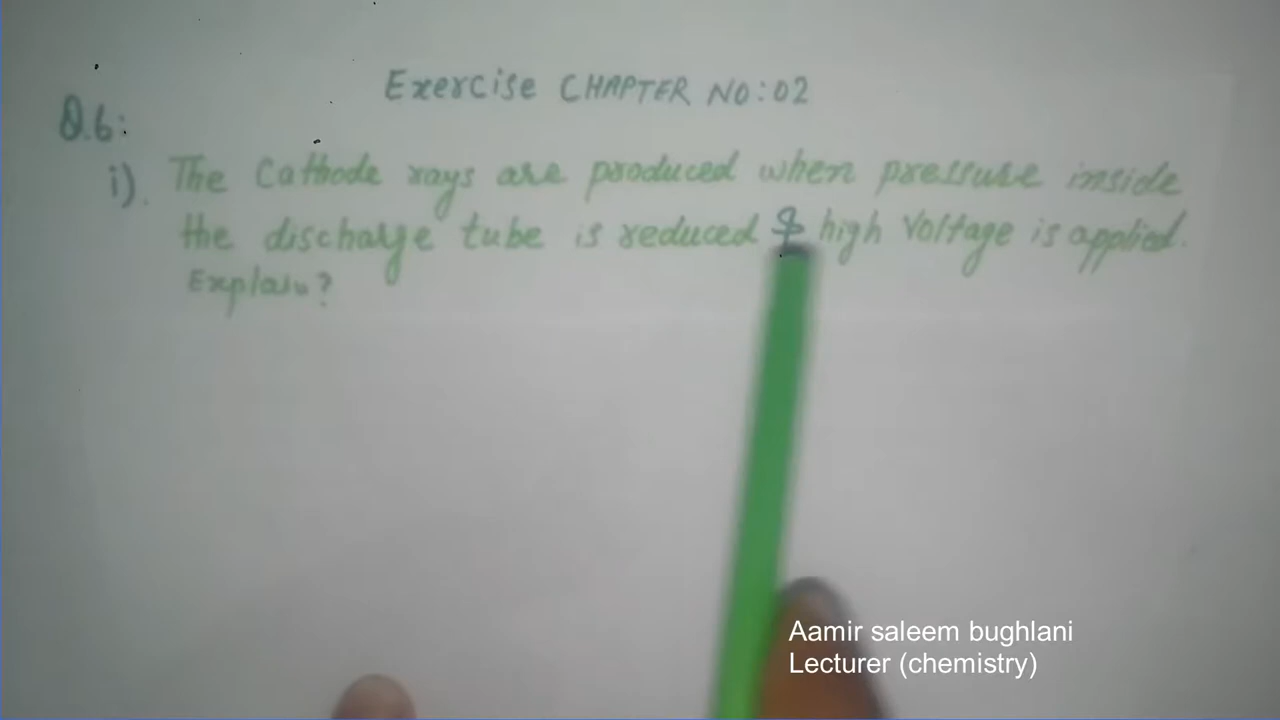 Exercise CHAPTER NO:02
Q.6:
i). The Cathode rays are produced when pressure inside
the discharge tube is reduced & high Voltage is applied.
Explain?
Aamir saleem bughlani
Lecturer (chemistry)